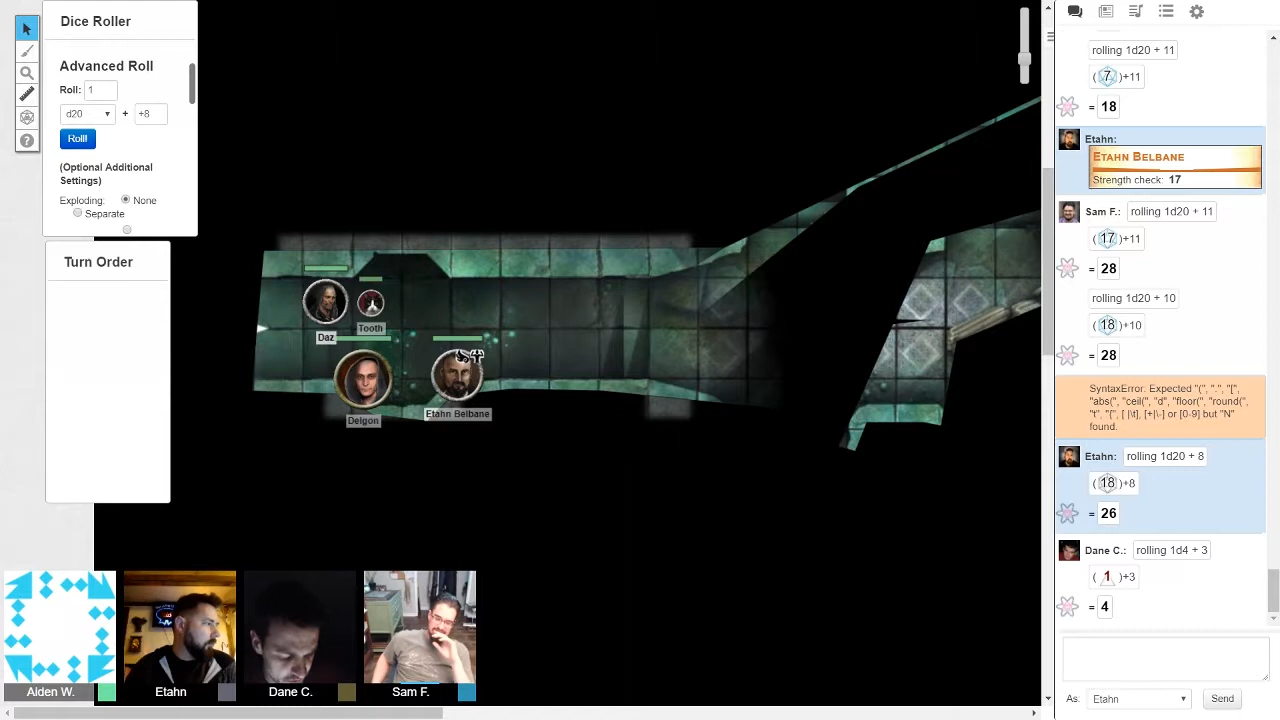 Dice Roller
Advanced Roll
Roll: 1
d20 + +8
Roll!
(Optional Additional
Settings)
Exploding: None
Separate
Turn Order
Daz
Tooth
Delgon
Etahn Belbane
Aiden W.
Etahn
Dane C.
Sam F.
rolling 1d20 + 11
(7)+11
= 18
Etahn:
ETAHN BELBANE
Strength check: 17
Sam F.: rolling 1d20 + 11
(17)+11
= 28
rolling 1d20 + 10
(18)+10
= 28
SyntaxError: Expected "(", ".", "[",
"abs(", "ceil(", "d", "floor(", "round(",
"t", "{", [ |\t], [+|\-] or [0-9] but "N"
found.
Etahn: rolling 1d20 + 8
(18)+8
= 26
Dane C.: rolling 1d4 + 3
(1)+3
= 4
As: Etahn Send